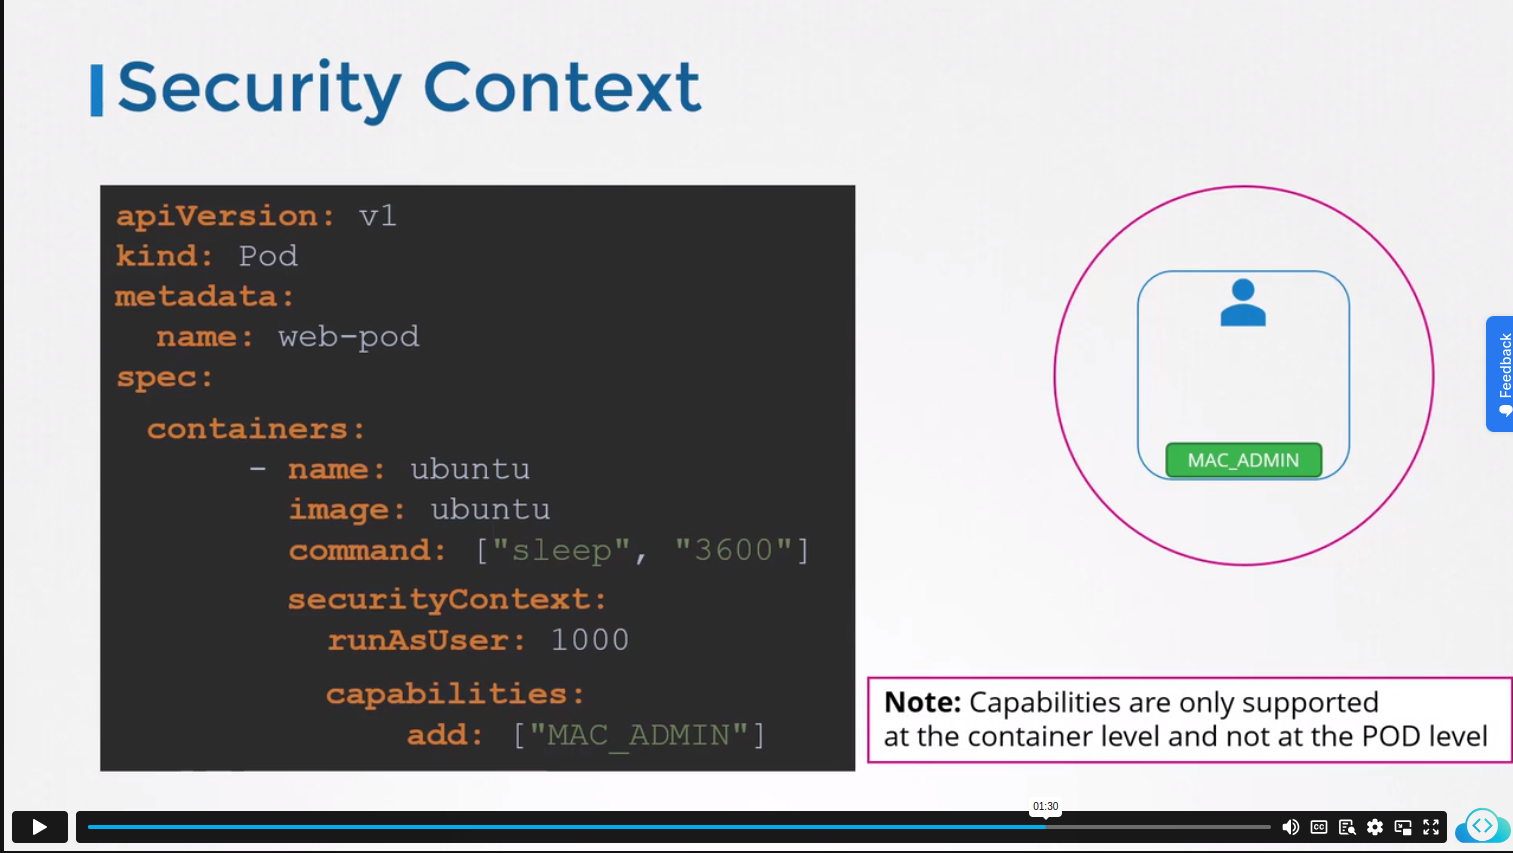 Security Context
apiVersion: v1
kind: Pod
metadata:
  name: web-pod
spec:
  containers:
    - name: ubuntu
      image: ubuntu
      command: ["sleep", "3600"]
      securityContext:
        runAsUser: 1000
        capabilities:
            add: ["MAC_ADMIN"]
MAC_ADMIN
Note: Capabilities are only supported
at the container level and not at the POD level
Feedback
01:30
CC